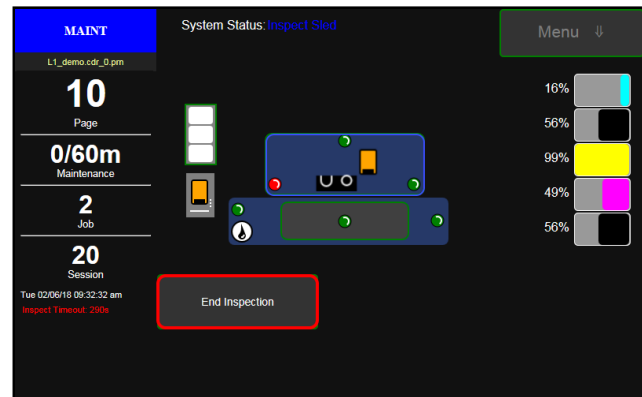 MAINT
System Status:Inspect Sled
Menu ⇓
L1_demo.cdr_0.prn
10
Page
0/60m
Maintenance
2
Job
20
Session
Tue 02/06/18 09:32:32 am
Inspect Timeout: 290s
End Inspection
16%
56%
99%
49%
56%